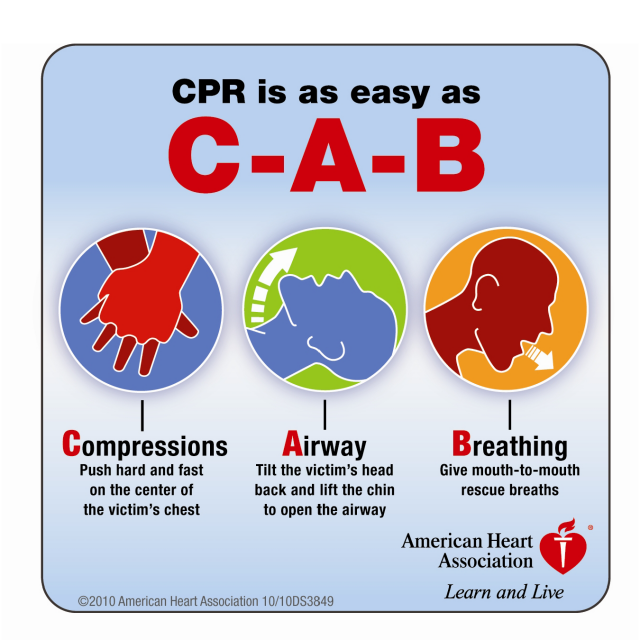 CPR is as easy as
C-A-B
Compressions
Push hard and fast
on the center of
the victim's chest
Airway
Tilt the victim's head
back and lift the chin
to open the airway
Breathing
Give mouth-to-mouth
rescue breaths
American Heart
Association
®
Learn and Live
©2010 American Heart Association 10/10DS3849